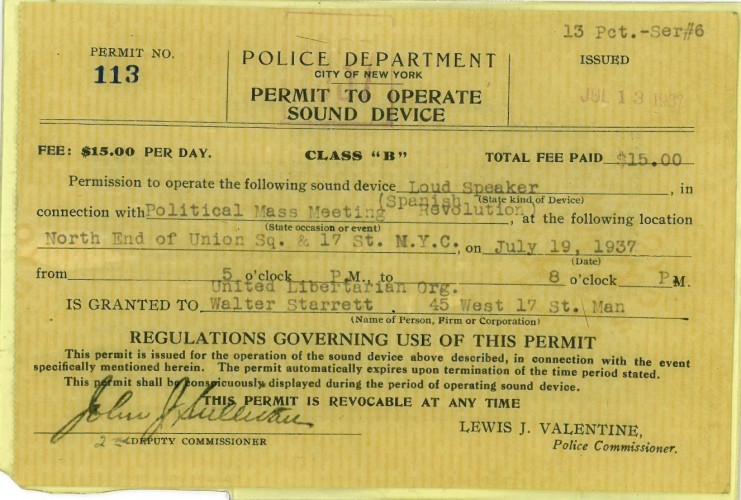 13 Pct.-Ser#6
PERMIT NO.
113
POLICE DEPARTMENT
CITY OF NEW YORK
PERMIT TO OPERATE
SOUND DEVICE
ISSUED
JUL 13 1937
FEE: $15.00 PER DAY. CLASS "B" TOTAL FEE PAID $15.00
Permission to operate the following sound device Loud Speaker, in
(State kind of Device)
(Spanish
connection with Political Mass Meeting Revolution, at the following location
(State occasion or event)
North End of Union Sq. & 17 St. N.Y.C., on July 19, 1937
(Date)
from 5 o'clock P.M., to 8 o'clock P.M.
United Libertarian Org.
IS GRANTED TO Walter Starrett . 45 West 17 St. Man
(Name of Person, Firm or Corporation)
REGULATIONS GOVERNING USE OF THIS PERMIT
This permit is issued for the operation of the sound device above described, in connection with the event
specifically mentioned herein. The permit automatically expires upon termination of the time period stated.
This permit shall be conspicuously displayed during the period of operating sound device.
THIS PERMIT IS REVOCABLE AT ANY TIME
John J. Sullivan
2d DEPUTY COMMISSIONER
LEWIS J. VALENTINE,
Police Commissioner.